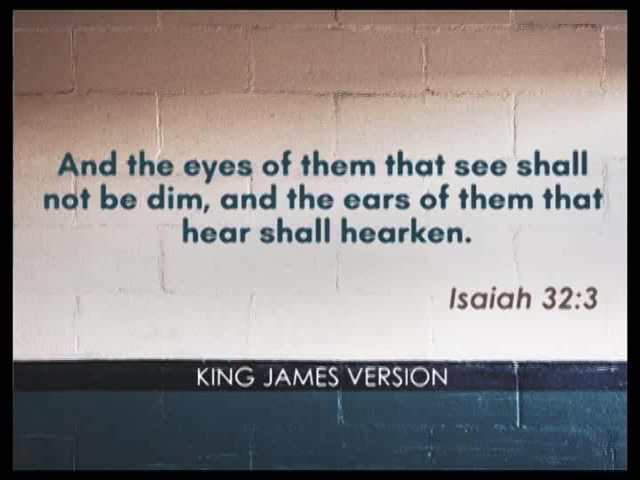 And the eyes of them that see shall
not be dim, and the ears of them that
hear shall hearken.
Isaiah 32:3
KING JAMES VERSION